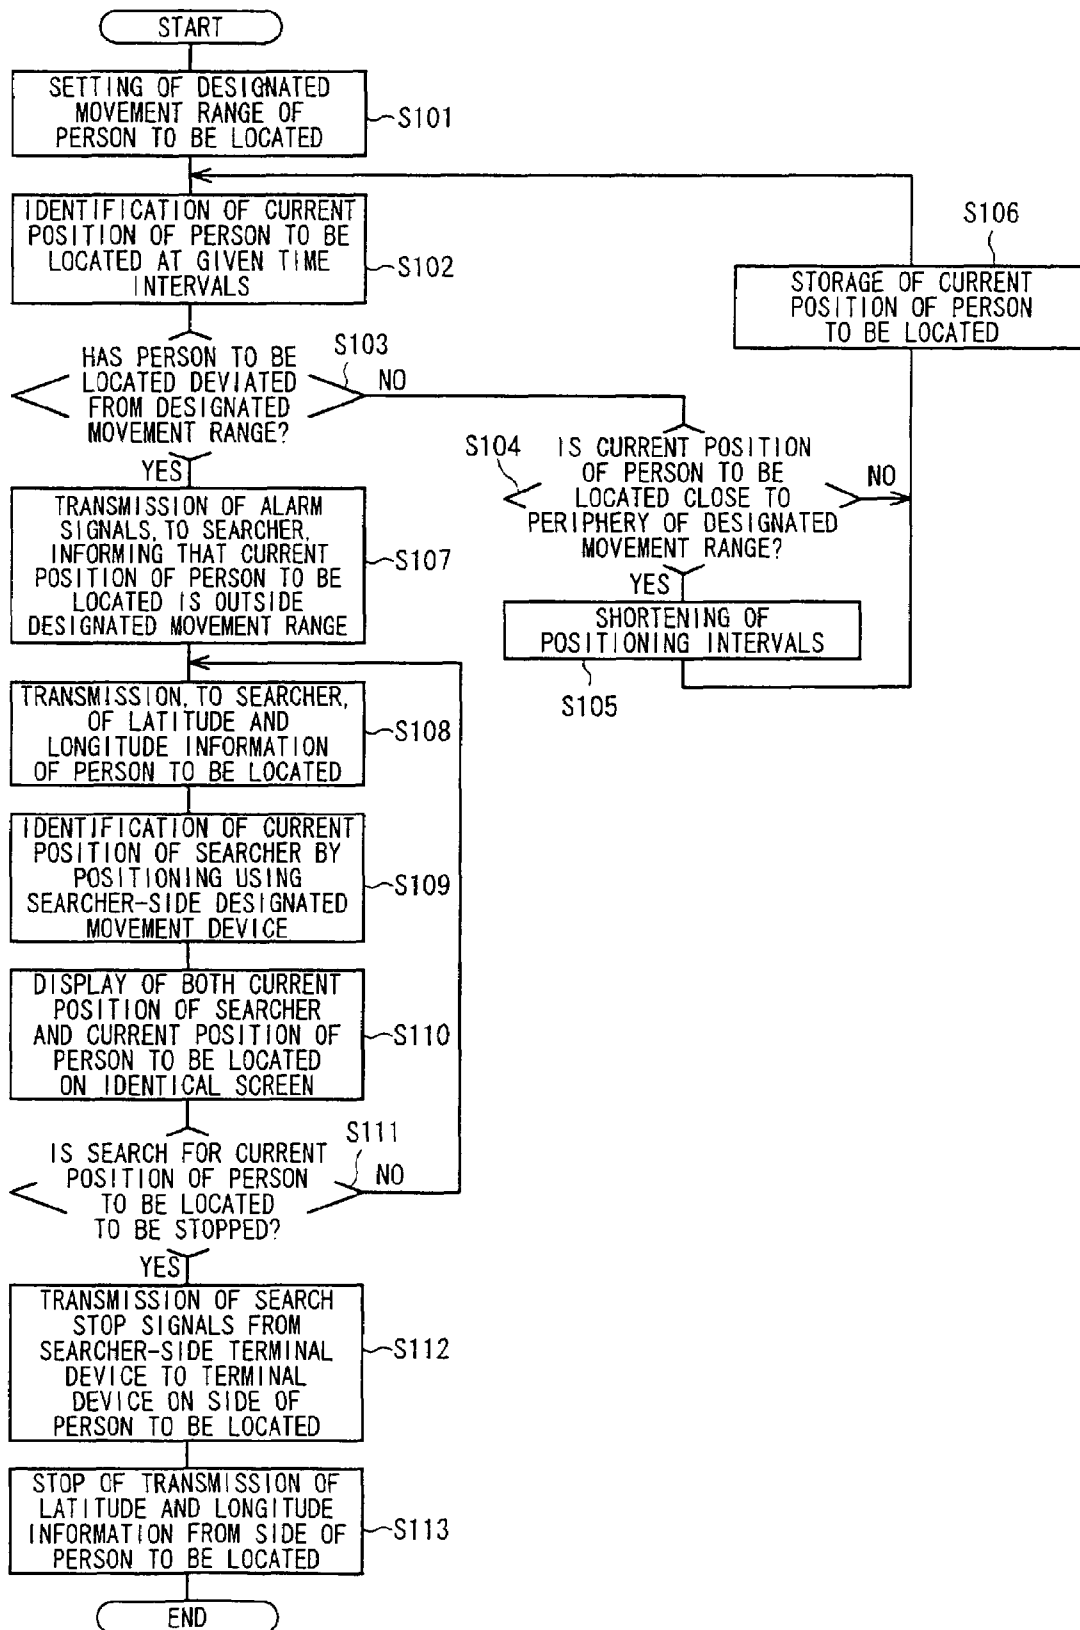 START
SETTING OF DESIGNATED
MOVEMENT RANGE OF
PERSON TO BE LOCATED
S101
IDENTIFICATION OF CURRENT
POSITION OF PERSON TO BE
LOCATED AT GIVEN TIME
INTERVALS
S102
HAS PERSON TO BE
LOCATED DEVIATED
FROM DESIGNATED
MOVEMENT RANGE?
S103
NO
YES
S104
IS CURRENT POSITION
OF PERSON TO BE
LOCATED CLOSE TO
PERIPHERY OF DESIGNATED
MOVEMENT RANGE?
NO
YES
SHORTENING OF
POSITIONING INTERVALS
S105
S106
STORAGE OF CURRENT
POSITION OF PERSON
TO BE LOCATED
TRANSMISSION OF ALARM
SIGNALS, TO SEARCHER,
INFORMING THAT CURRENT
POSITION OF PERSON TO BE
LOCATED IS OUTSIDE
DESIGNATED MOVEMENT RANGE
S107
TRANSMISSION, TO SEARCHER,
OF LATITUDE AND
LONGITUDE INFORMATION
OF PERSON TO BE LOCATED
S108
IDENTIFICATION OF CURRENT
POSITION OF SEARCHER BY
POSITIONING USING
SEARCHER-SIDE DESIGNATED
MOVEMENT DEVICE
S109
DISPLAY OF BOTH CURRENT
POSITION OF SEARCHER
AND CURRENT POSITION OF
PERSON TO BE LOCATED
ON IDENTICAL SCREEN
S110
IS SEARCH FOR CURRENT
POSITION OF PERSON
TO BE LOCATED
TO BE STOPPED?
S111
NO
YES
TRANSMISSION OF SEARCH
STOP SIGNALS FROM
SEARCHER-SIDE TERMINAL
DEVICE TO TERMINAL
DEVICE ON SIDE OF
PERSON TO BE LOCATED
S112
STOP OF TRANSMISSION OF
LATITUDE AND LONGITUDE
INFORMATION FROM SIDE OF
PERSON TO BE LOCATED
S113
END